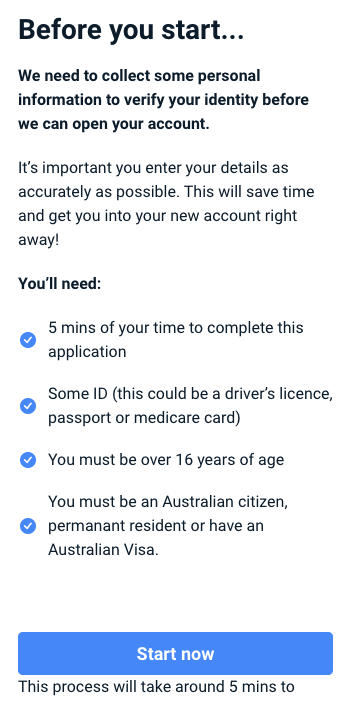 Before you start...
We need to collect some personal
information to verify your identity before
we can open your account.
It’s important you enter your details as
accurately as possible. This will save time
and get you into your new account right
away!
You’ll need:
5 mins of your time to complete this
application
Some ID (this could be a driver’s licence,
passport or medicare card)
You must be over 16 years of age
You must be an Australian citizen,
permanant resident or have an
Australian Visa.
Start now
This process will take around 5 mins to